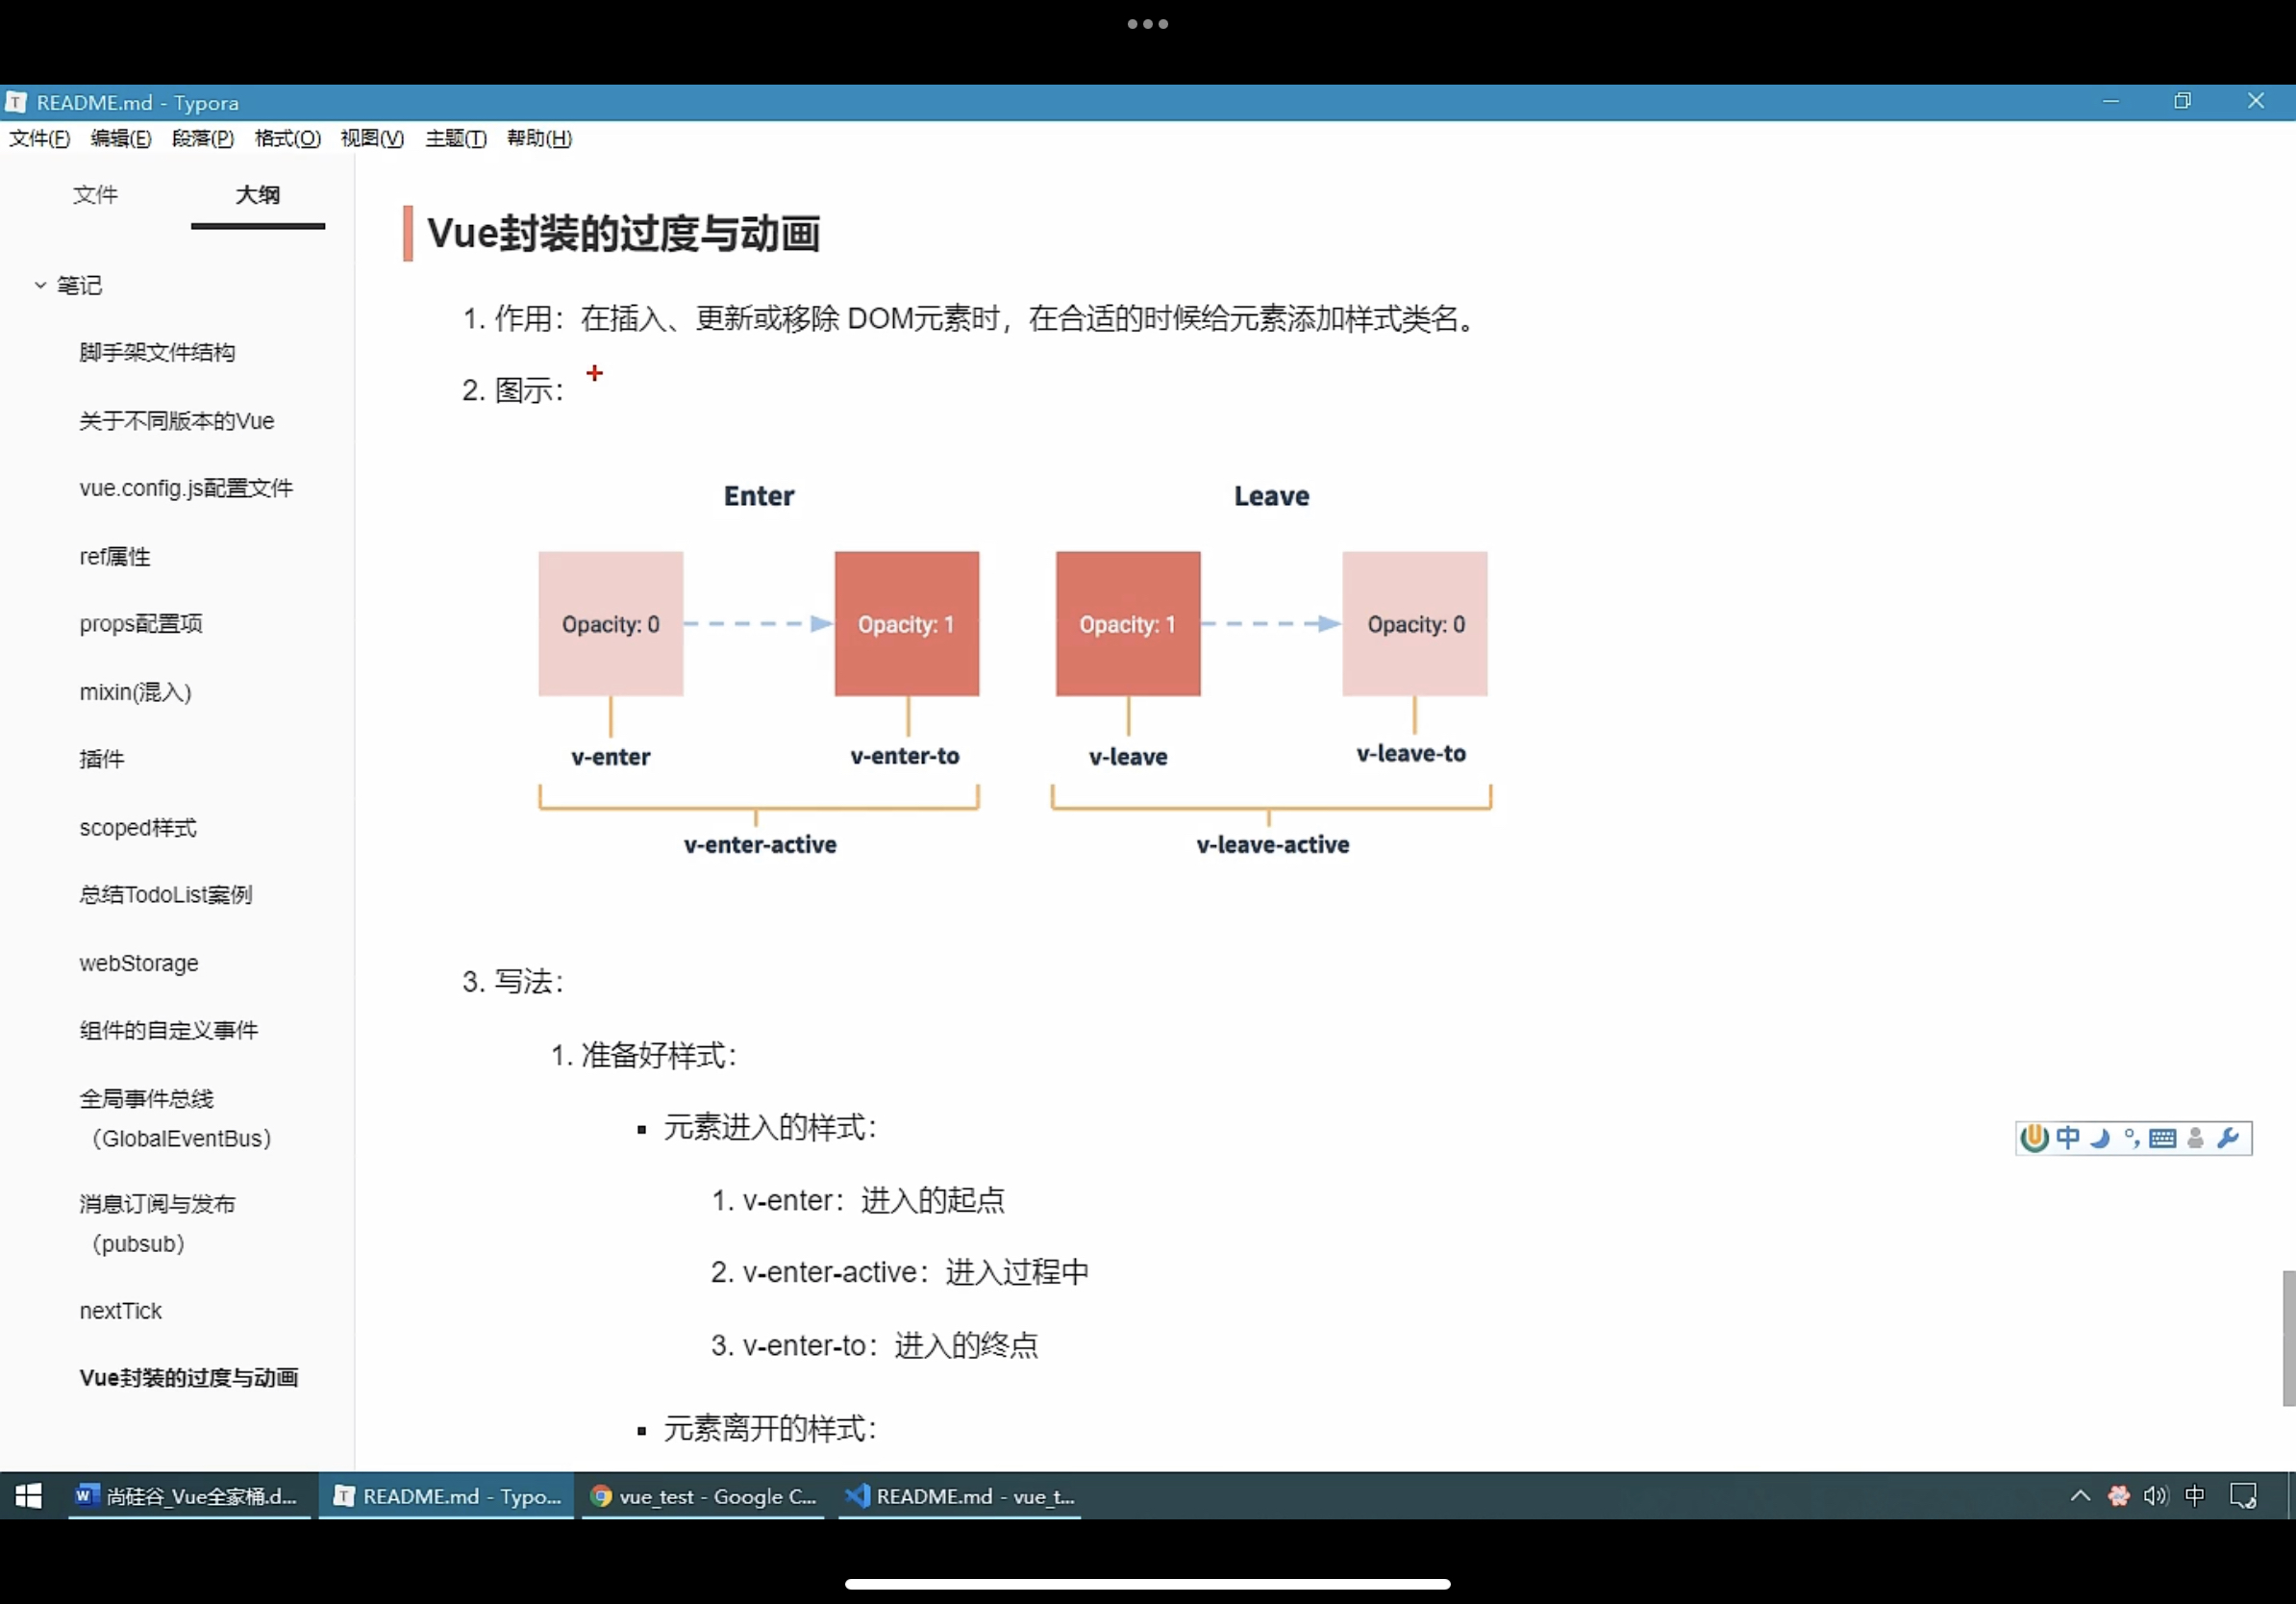 README.md - Typora
文件(F) 编辑(E) 段落(P) 格式(O) 视图(V) 主题(T) 帮助(H)
文件 大纲
笔记
脚手架文件结构
关于不同版本的Vue
vue.config.js配置文件
ref属性
props配置项
mixin(混入)
插件
scoped样式
总结TodoList案例
webStorage
组件的自定义事件
全局事件总线
（GlobalEventBus）
消息订阅与发布
（pubsub）
nextTick
Vue封装的过度与动画
Vue封装的过度与动画
1. 作用：在插入、更新或移除 DOM元素时，在合适的时候给元素添加样式类名。
2. 图示：
Enter Leave
Opacity: 0 Opacity: 1 Opacity: 1 Opacity: 0
v-enter v-enter-to v-leave v-leave-to
v-enter-active v-leave-active
3. 写法：
1. 准备好样式：
▪ 元素进入的样式：
1. v-enter：进入的起点
2. v-enter-active：进入过程中
3. v-enter-to：进入的终点
▪ 元素离开的样式：
中
尚硅谷_Vue全家桶.d... README.md - Typo... vue_test - Google C... README.md - vue_t... 中